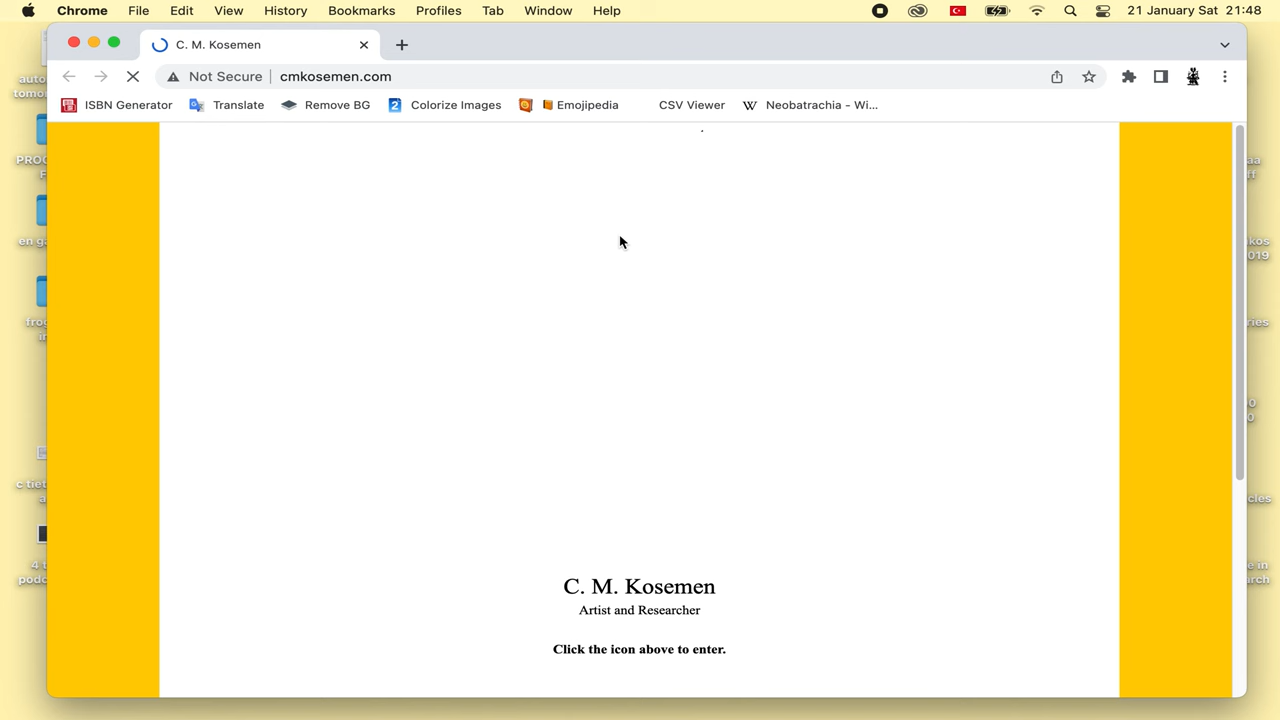 Chrome File Edit View History Bookmarks Profiles Tab Window Help 21 January Sat 21:48
C. M. Kosemen
Not Secure cmkosemen.com
ISBN Generator Translate Remove BG Colorize Images Emojipedia CSV Viewer Neobatrachia - Wi...
C. M. Kosemen
Artist and Researcher
Click the icon above to enter.